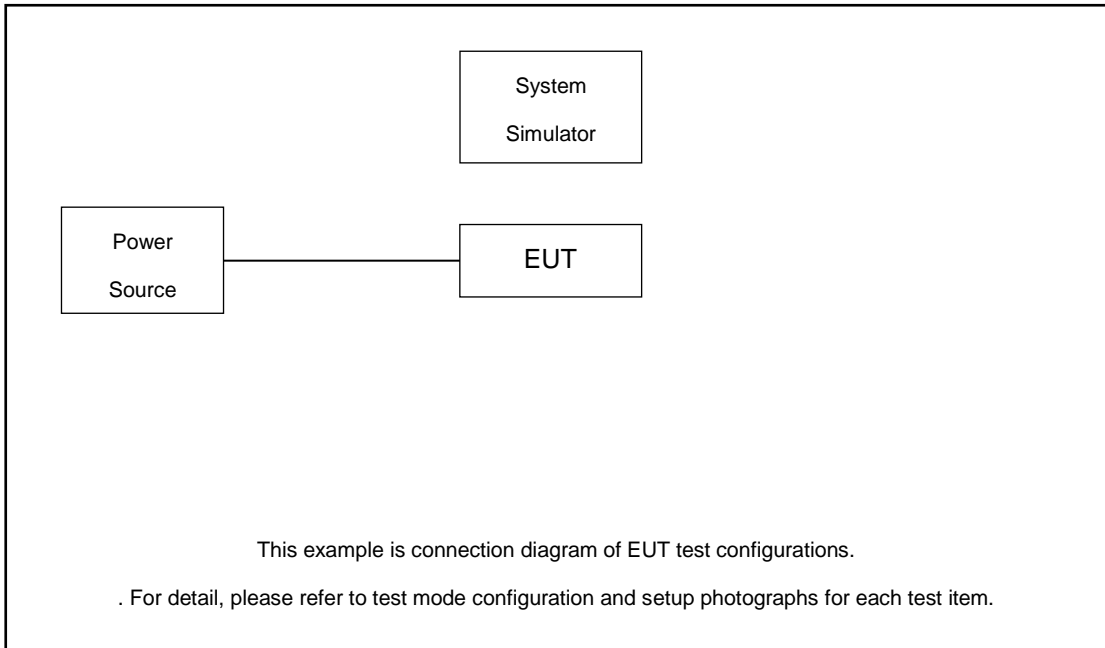 System
Simulator
Power
Source
EUT
This example is connection diagram of EUT test configurations.
. For detail, please refer to test mode configuration and setup photographs for each test item.